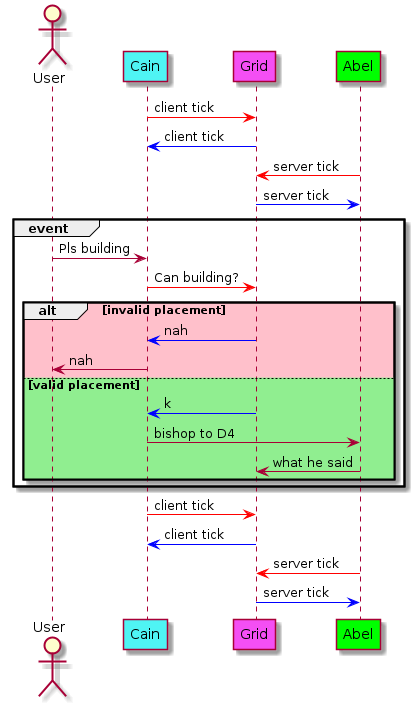 User
Cain
Grid
Abel
client tick
client tick
server tick
server tick
event
Pls building
Can building?
alt
[invalid placement]
nah
nah
[valid placement]
k
bishop to D4
what he said
client tick
client tick
server tick
server tick
User
Cain
Grid
Abel